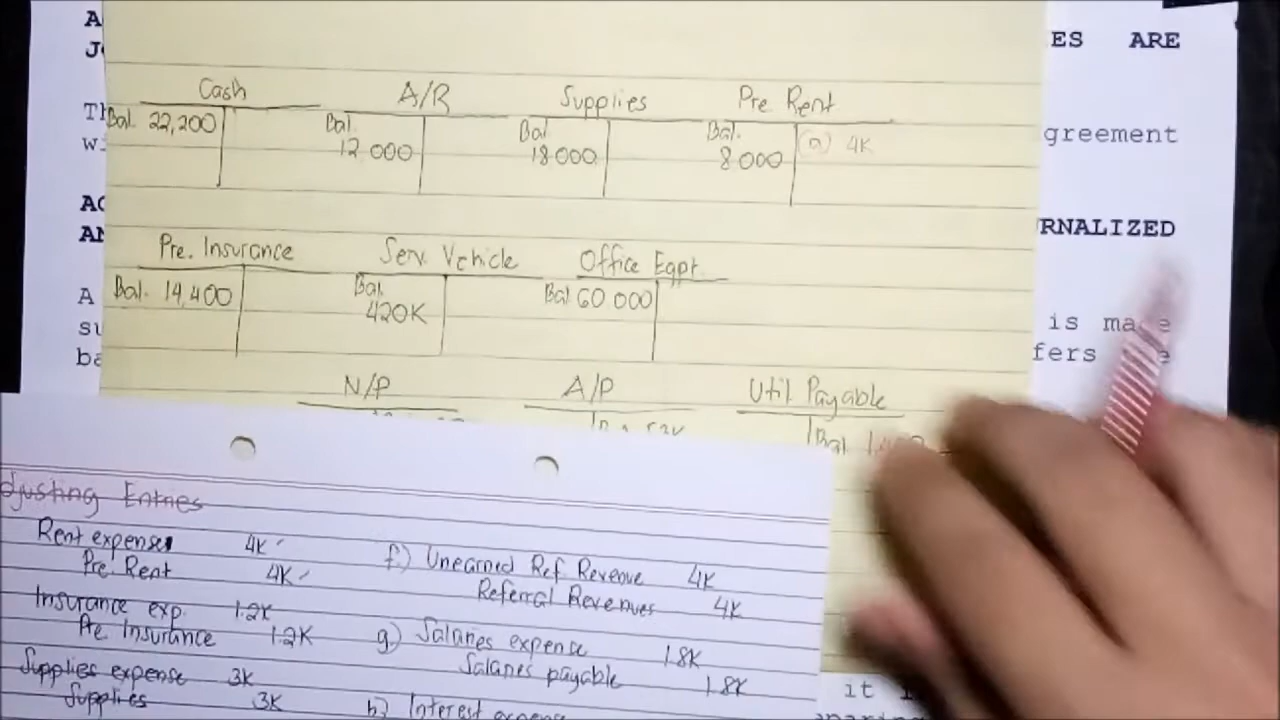 ES ARE
Cash A/R Supplies Pre Rent
Bal. 22,200 Bal. Bal Bal. (a) 4K
12 000 18 000 8 000
greement
RNALIZED
Pre. Insurance Serv. Vehicle Office Eqpt.
Bal. 14,400 Bal. Bal 60 000
420K
A is ma e
su fers
ba
N/P A/P Util Payable
Bal
Adjusting Entries
Rent expense 4K
Pre. Rent 4K
Insurance exp. 1.2K
Pre Insurance 1.2K
Supplies expense 3K
Supplies 3K
f.) Unearned Ref Revenue 4K
Referral Revenues 4K
g) Salaries expense 1.8K
Salaries payable 1.8K
h) Interest expense
it